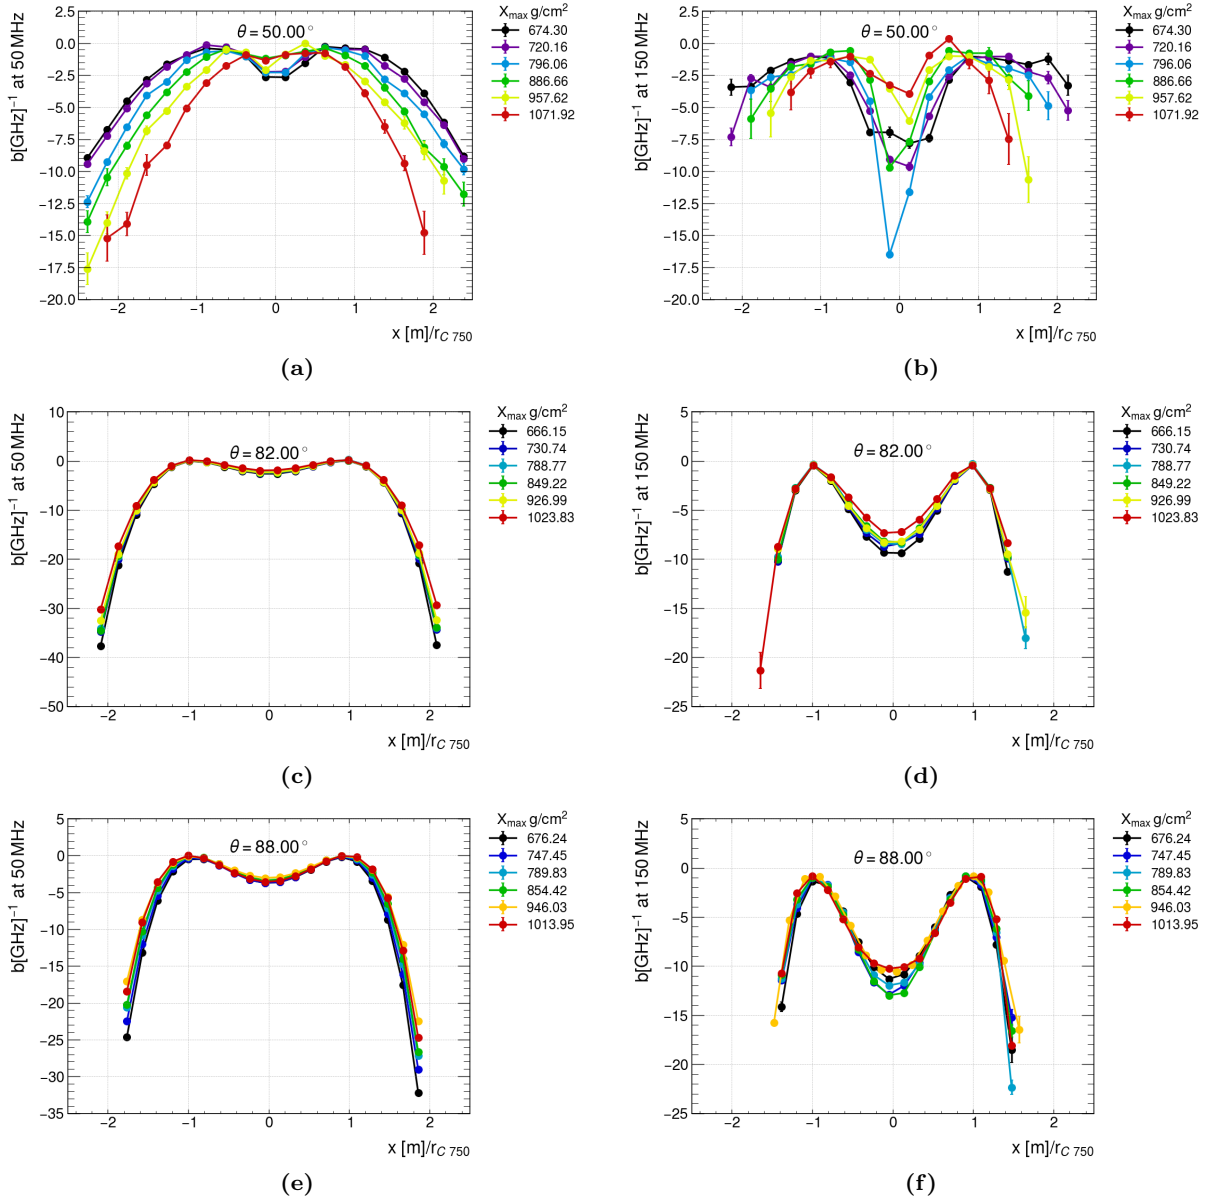 b[GHz]⁻¹ at 50 MHz
2.5
0.0
−2.5
−5.0
−7.5
−10.0
−12.5
−15.0
−17.5
−20.0
θ = 50.00°
−2 −1 0 1 2
x [m]/r_C 750
X_max g/cm²
674.30
720.16
796.06
886.66
957.62
1071.92
(a)
b[GHz]⁻¹ at 150 MHz
2.5
0.0
−2.5
−5.0
−7.5
−10.0
−12.5
−15.0
−17.5
−20.0
θ = 50.00°
−2 −1 0 1 2
x [m]/r_C 750
X_max g/cm²
674.30
720.16
796.06
886.66
957.62
1071.92
(b)
b[GHz]⁻¹ at 50 MHz
10
0
−10
−20
−30
−40
−50
θ = 82.00°
−2 −1 0 1 2
x [m]/r_C 750
X_max g/cm²
666.15
730.74
788.77
849.22
926.99
1023.83
(c)
b[GHz]⁻¹ at 150 MHz
5
0
−5
−10
−15
−20
−25
θ = 82.00°
−2 −1 0 1 2
x [m]/r_C 750
X_max g/cm²
666.15
730.74
788.77
849.22
926.99
1023.83
(d)
b[GHz]⁻¹ at 50 MHz
5
0
−5
−10
−15
−20
−25
−30
−35
θ = 88.00°
−2 −1 0 1 2
x [m]/r_C 750
X_max g/cm²
676.24
747.45
789.83
854.42
946.03
1013.95
(e)
b[GHz]⁻¹ at 150 MHz
5
0
−5
−10
−15
−20
−25
θ = 88.00°
−2 −1 0 1 2
x [m]/r_C 750
X_max g/cm²
676.24
747.45
789.83
854.42
946.03
1013.95
(f)